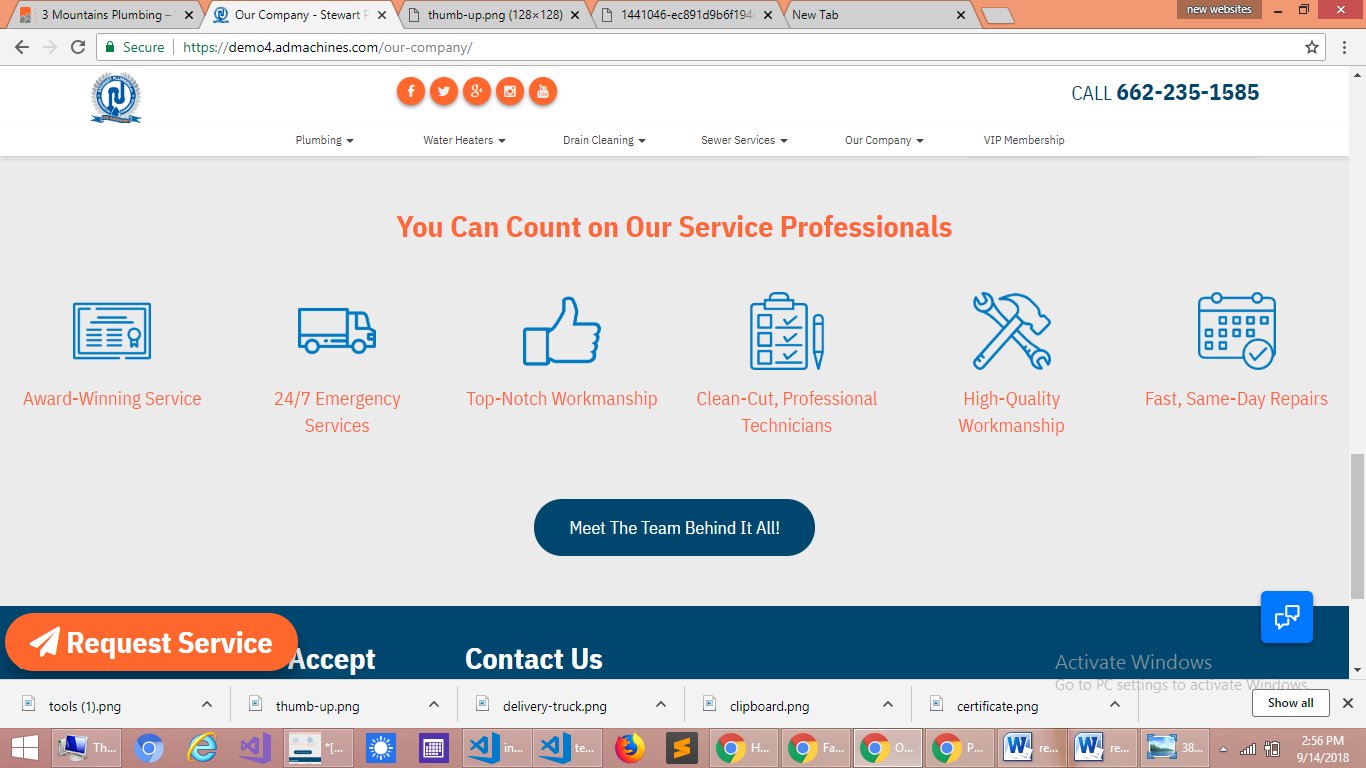 3 Mountains Plumbing –
Our Company - Stewart P
thumb-up.png (128×128)
1441046-ec891d9b6f194
New Tab
new websites
Secure
https://demo4.admachines.com/our-company/
CALL 662-235-1585
Plumbing
Water Heaters
Drain Cleaning
Sewer Services
Our Company
VIP Membership
You Can Count on Our Service Professionals
Award-Winning Service
24/7 Emergency
Services
Top-Notch Workmanship
Clean-Cut, Professional
Technicians
High-Quality
Workmanship
Fast, Same-Day Repairs
Meet The Team Behind It All!
Request Service
Accept
Contact Us
Activate Windows
Go to PC settings to activate Windows.
tools (1).png
thumb-up.png
delivery-truck.png
clipboard.png
certificate.png
Show all
Th...
*[...
in...
te...
H...
Fa...
O...
P...
re...
re...
38...
2:56 PM
9/14/2018